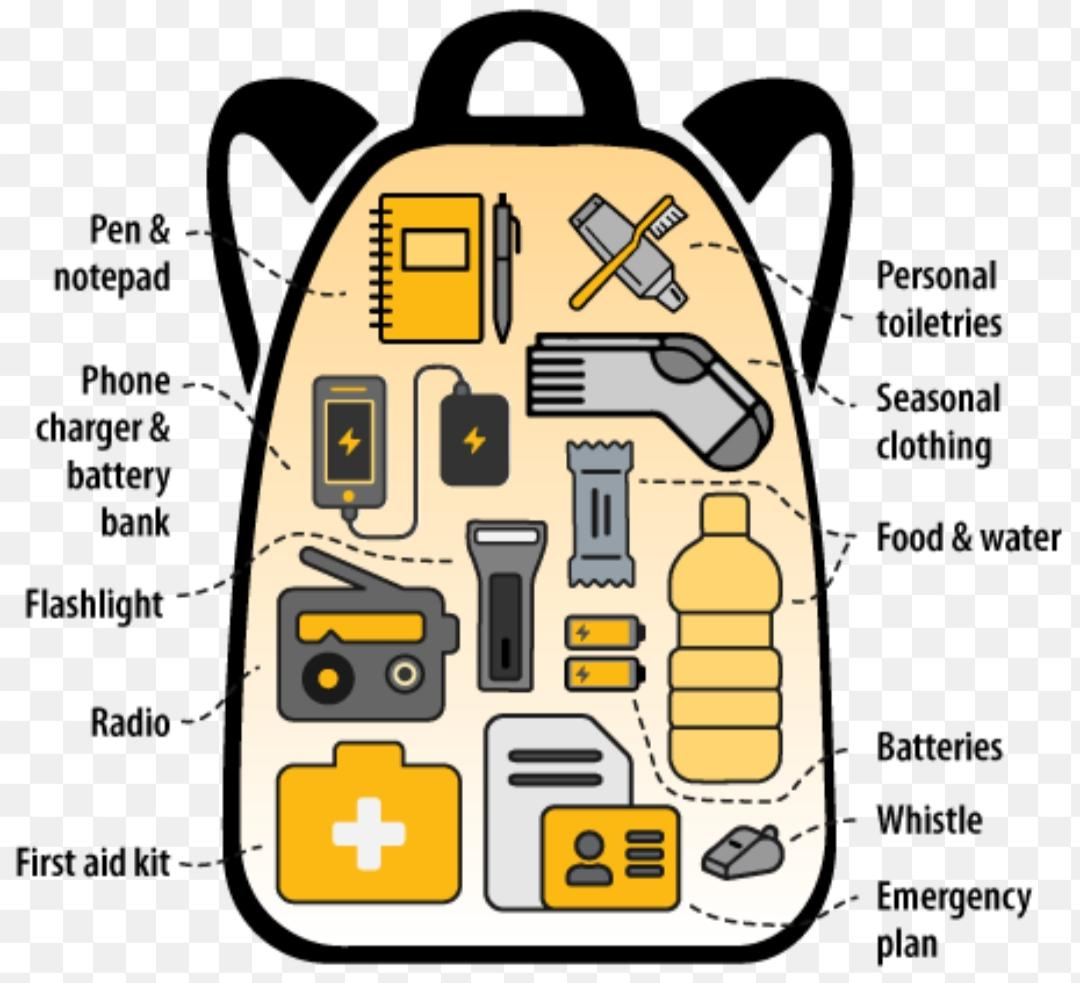 Pen &
notepad
Phone
charger &
battery
bank
Flashlight
Radio
First aid kit
Personal
toiletries
Seasonal
clothing
Food & water
Batteries
Whistle
Emergency
plan